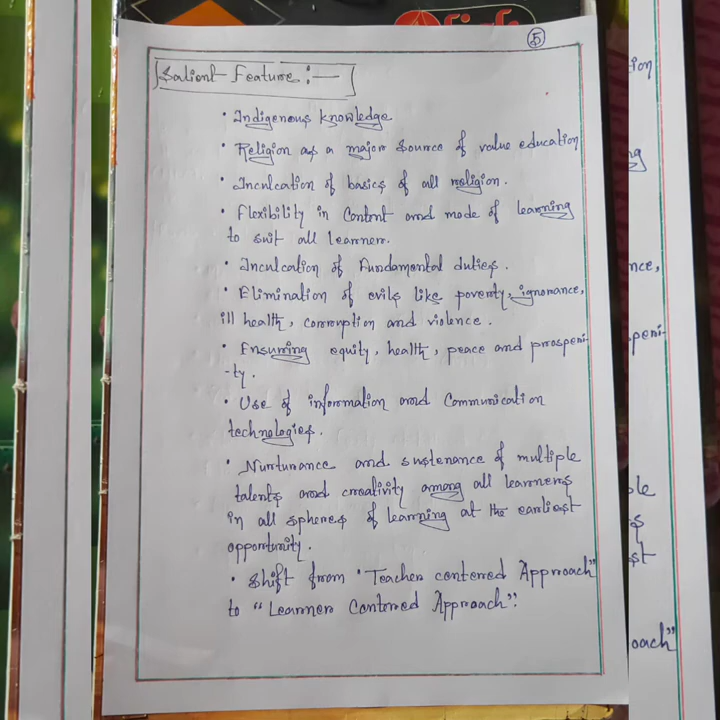 5
Salient Feature :—
• Indigenous knowledge
• Religion as a major source of value education
• Inculcation of basics of all religion.
• Flexibility in Content and mode of learning
to suit all learners.
• Inculcation of Fundamental duties.
• Elimination of evils like poverty, ignorance,
ill health, corruption and violence.
• Ensuring equity, health, peace and prosperi-
-ty.
• Use of information and Communication
technologies.
• Nurturance and sustenance of multiple
talents and creativity among all learners
in all spheres of learning at the earliest
opportunity.
• Shift from "Teacher centered Approach"
to "Learner Centered Approach".